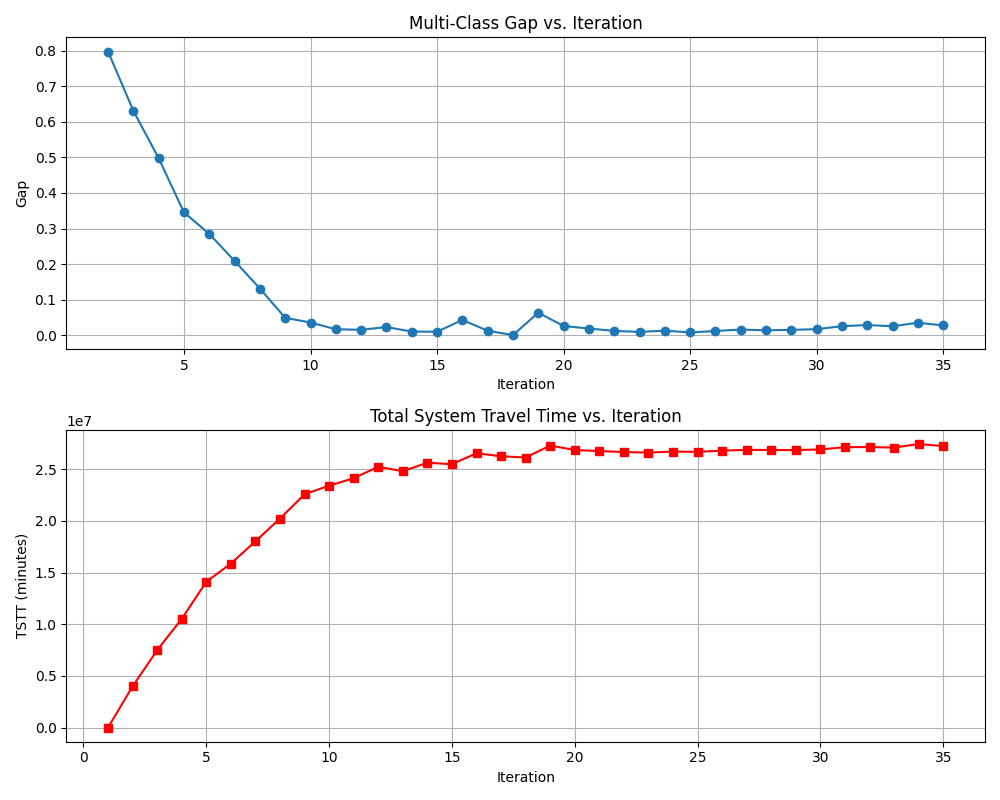 Multi-Class Gap vs. Iteration
0.8
0.7
0.6
0.5
0.4
0.3
0.2
0.1
0.0
Gap
5 10 15 20 25 30 35
Iteration
Total System Travel Time vs. Iteration
1e7
2.5
2.0
1.5
1.0
0.5
0.0
TSTT (minutes)
0 5 10 15 20 25 30 35
Iteration